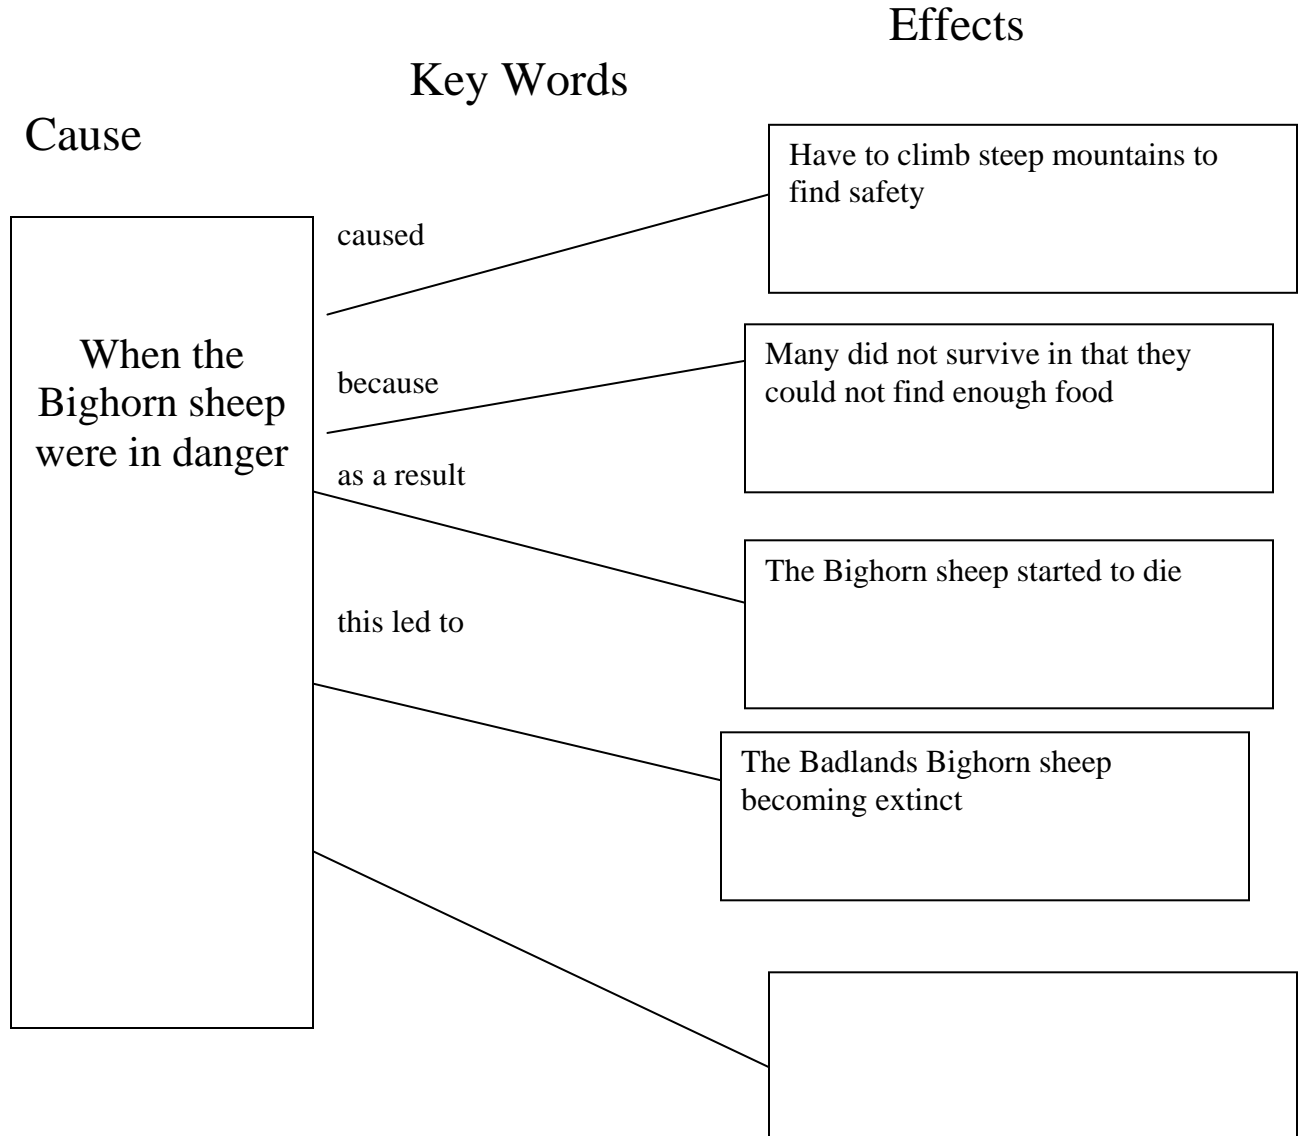 Effects
Key Words
Cause
Have to climb steep mountains to
find safety
caused
When the
Bighorn sheep
were in danger
because
Many did not survive in that they
could not find enough food
as a result
The Bighorn sheep started to die
this led to
The Badlands Bighorn sheep
becoming extinct